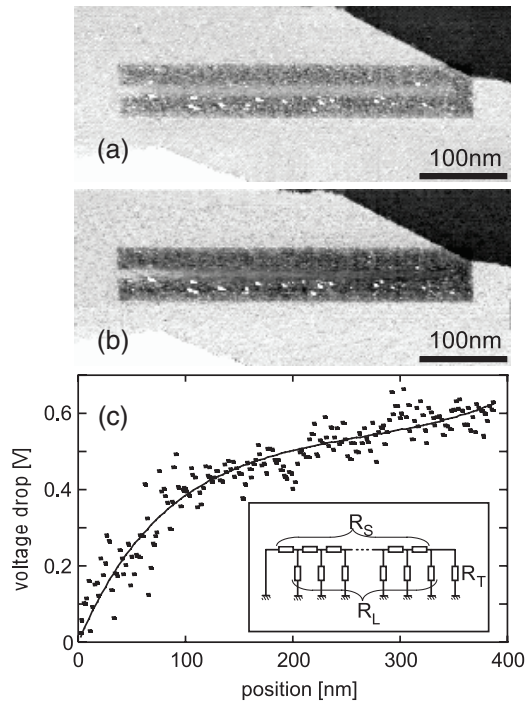 (a)
100nm
(b)
100nm
(c)
0.6
0.4
0.2
0
voltage drop [V]
R_S
R_T
R_L
0
100
200
300
400
position [nm]